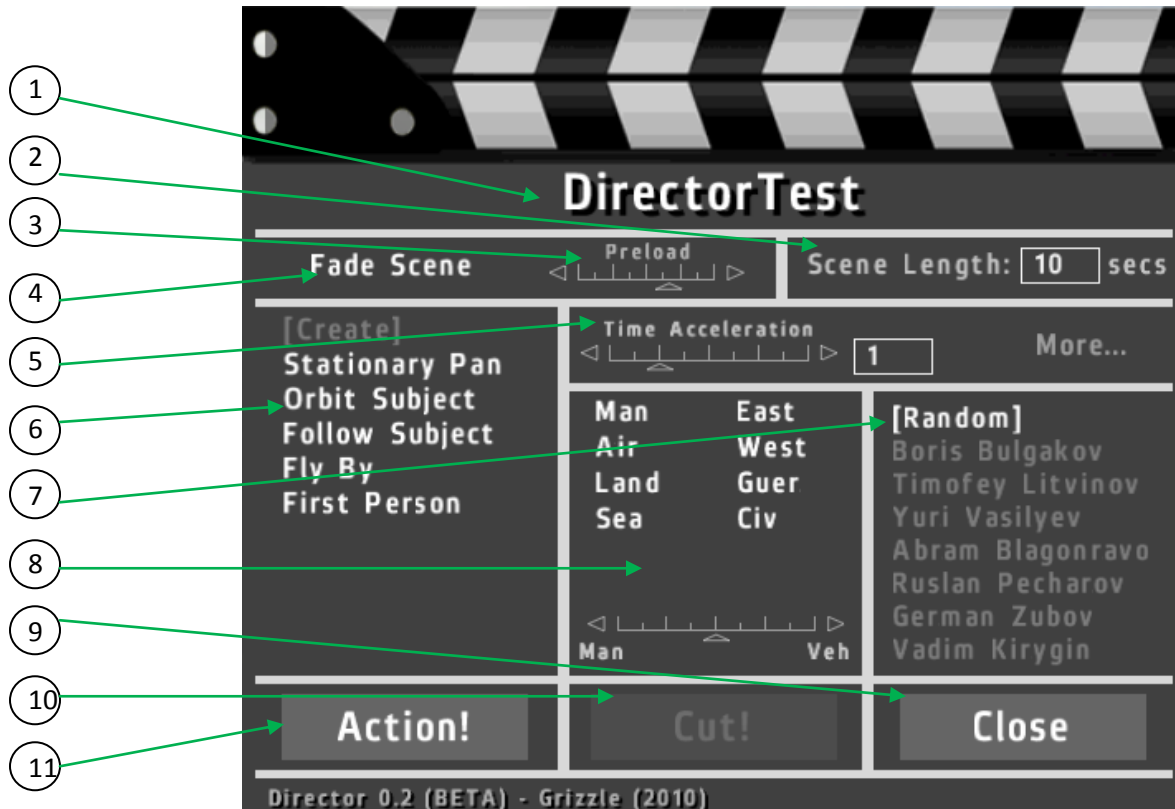 1
2
3
4
5
6
7
8
9
10
11
DirectorTest
Fade Scene
Preload
Scene Length: 10 secs
[Create]
Stationary Pan
Orbit Subject
Follow Subject
Fly By
First Person
Time Acceleration
1
More...
Man East
Air West
Land Guer
Sea Civ
Man Veh
[Random]
Boris Bulgakov
Timofey Litvinov
Yuri Vasilyev
Abram Blagonravo
Ruslan Pecharov
German Zubov
Vadim Kirygin
Action!
Cut!
Close
Director 0.2 (BETA) - Grizzle (2010)